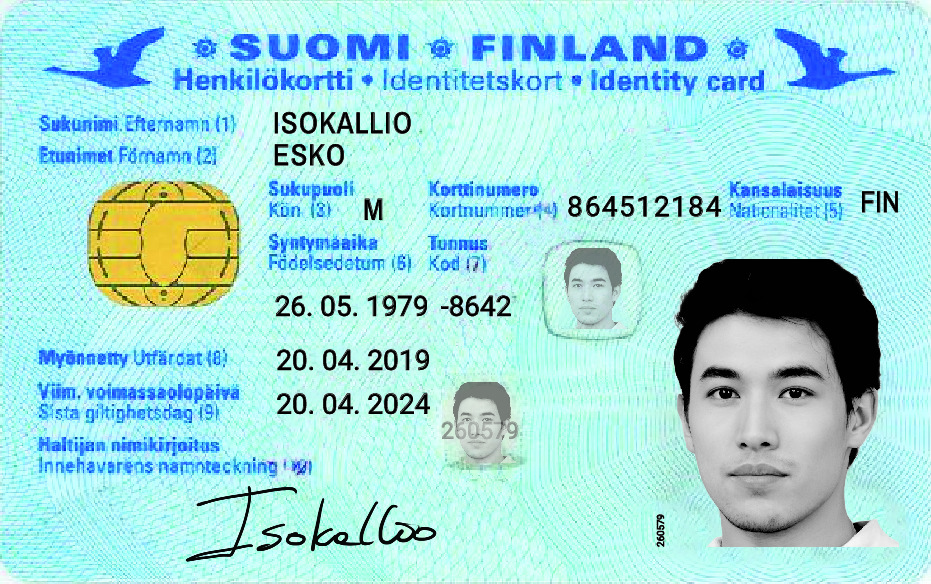 SUOMI FINLAND
Henkilökortti • Identitetskort • Identity card
Sukunimi Efternamn (1) ISOKALLIO
Etunimet Förnamn (2) ESKO
Sukupuoli Korttinumero Kansalaisuus
Kön (3) M Kortnummer (4) 864512184 Nationalitet (5) FIN
Syntymäaika Tunnus
Födelsedetum (6) Kod (7)
26. 05. 1979 -8642
Myönnetty Utfärdat (8) 20. 04. 2019
Viim. voimassaolopäivä
Sista giltighetsdag (9) 20. 04. 2024
260579
Haltijan nimikirjoitus
Innehavarens namnteckning
Isokallio
260579